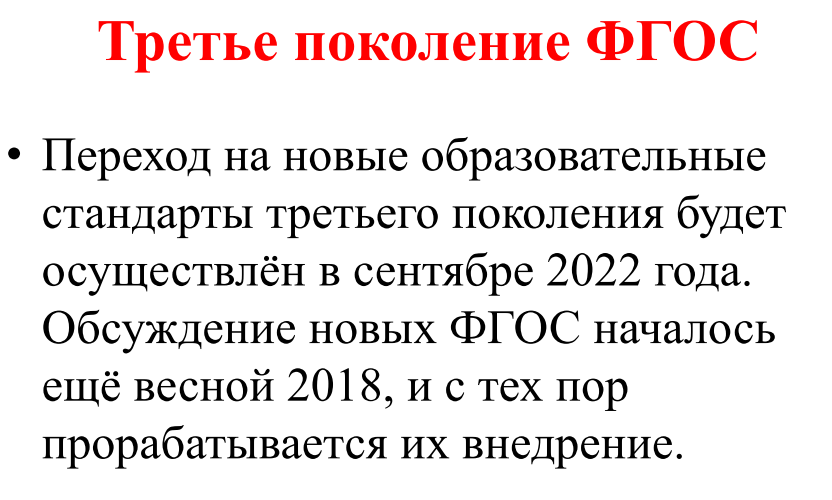 Третье поколение ФГОС
• Переход на новые образовательные
стандарты третьего поколения будет
осуществлён в сентябре 2022 года.
Обсуждение новых ФГОС началось
ещё весной 2018, и с тех пор
прорабатывается их внедрение.